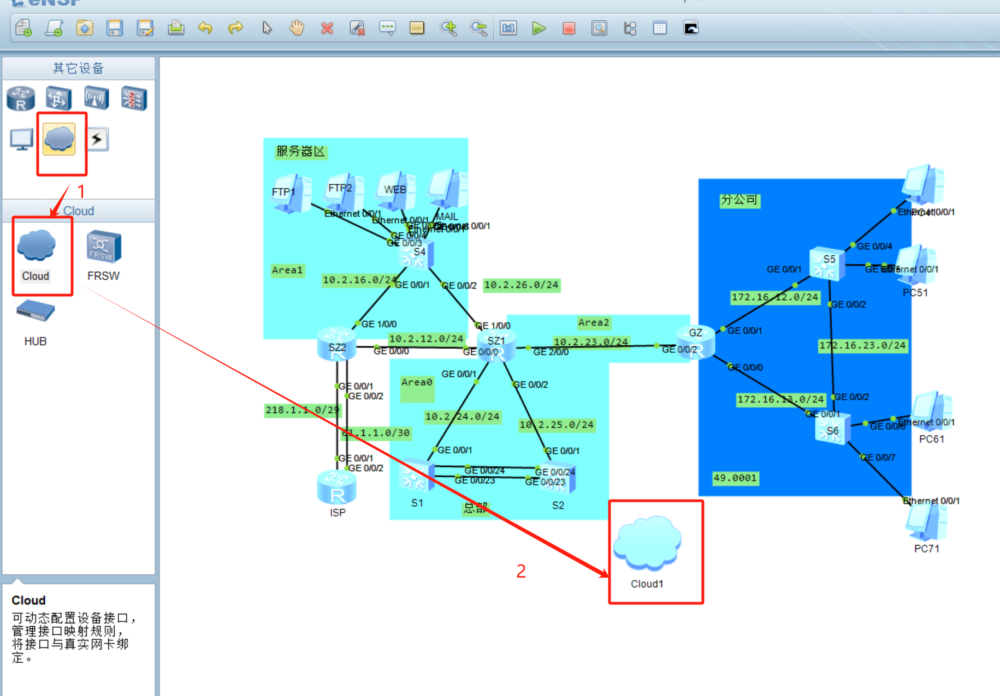 eNSP
其它设备
1
Cloud
Cloud
FRSW
HUB
Cloud
可动态配置设备接口，
管理接口映射规则，
将接口与真实网卡绑
定。
服务器区
FTP1
FTP2
WEB
MAIL
Ethernet 0/0/1
Ethernet 0/0/1
Ethernet 0/0/1
GE 0/0/4
GE 0/0/3
S4
Area1
10.2.16.0/24
GE 0/0/1
GE 0/0/2
10.2.26.0/24
GE 1/0/0
GE 1/0/0
SZ2
10.2.12.0/24
GE 0/0/0
GE 0/0/0
SZ1
Area2
10.2.23.0/24
GE 2/0/0
GE 0/0/2
GZ
GE 0/0/1
GE 0/0/2
218.1.1.0/29
61.1.1.0/30
GE 0/0/1
GE 0/0/2
R
ISP
Area0
GE 0/0/1
GE 0/0/2
10.2.24.0/24
10.2.25.0/24
GE 0/0/1
GE 0/0/1
GE 0/0/24
GE 0/0/24
GE 0/0/23
GE 0/0/23
S1
S2
总部
2
Cloud1
分公司
Ethernet 0/0/1
GE 0/0/4
S5
GE 0/0/1
PC51
172.16.12.0/24
GE 0/0/2
GE 0/0/1
172.16.23.0/24
GE 0/0/0
172.16.13.0/24
GE 0/0/2
GE 0/0/1
S6
GE 0/0/6
Ethernet 0/0/1
PC61
GE 0/0/7
49.0001
Ethernet 0/0/1
PC71